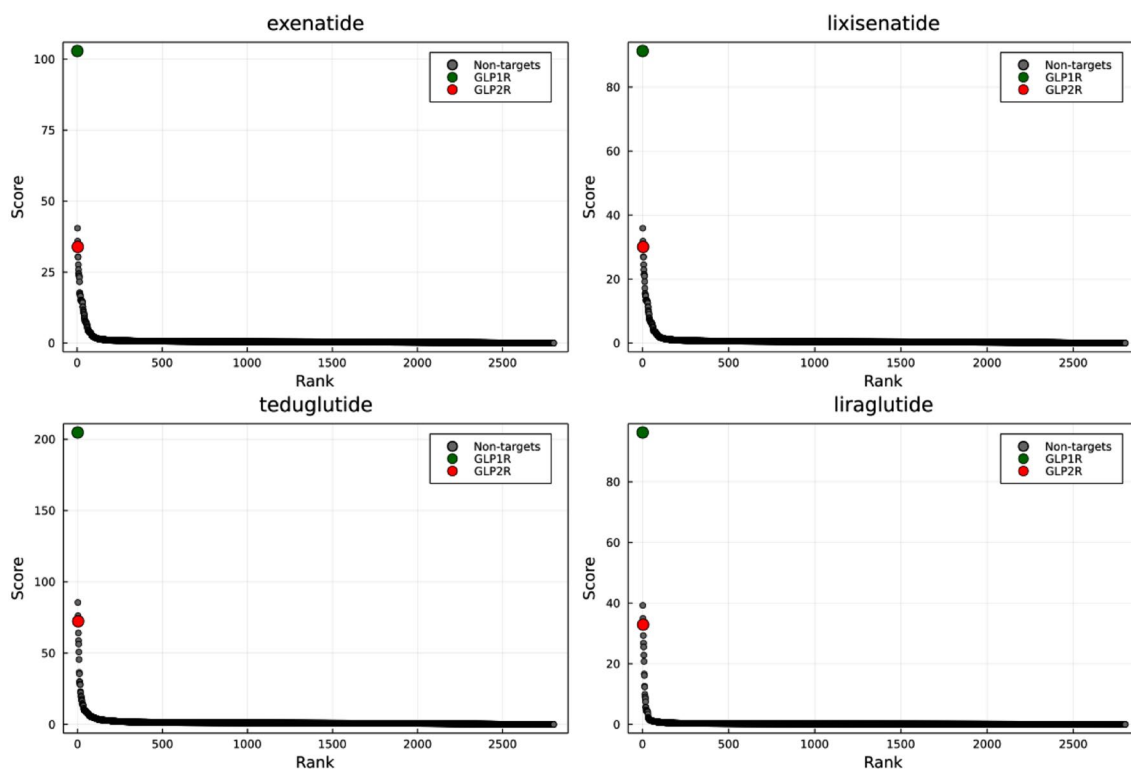 exenatide
100
75
50
25
0
Score
0
500
1000
1500
2000
2500
Rank
Non-targets
GLP1R
GLP2R
lixisenatide
80
60
40
20
0
Score
0
500
1000
1500
2000
2500
Rank
Non-targets
GLP1R
GLP2R
teduglutide
200
150
100
50
0
Score
0
500
1000
1500
2000
2500
Rank
Non-targets
GLP1R
GLP2R
liraglutide
80
60
40
20
0
Score
0
500
1000
1500
2000
2500
Rank
Non-targets
GLP1R
GLP2R